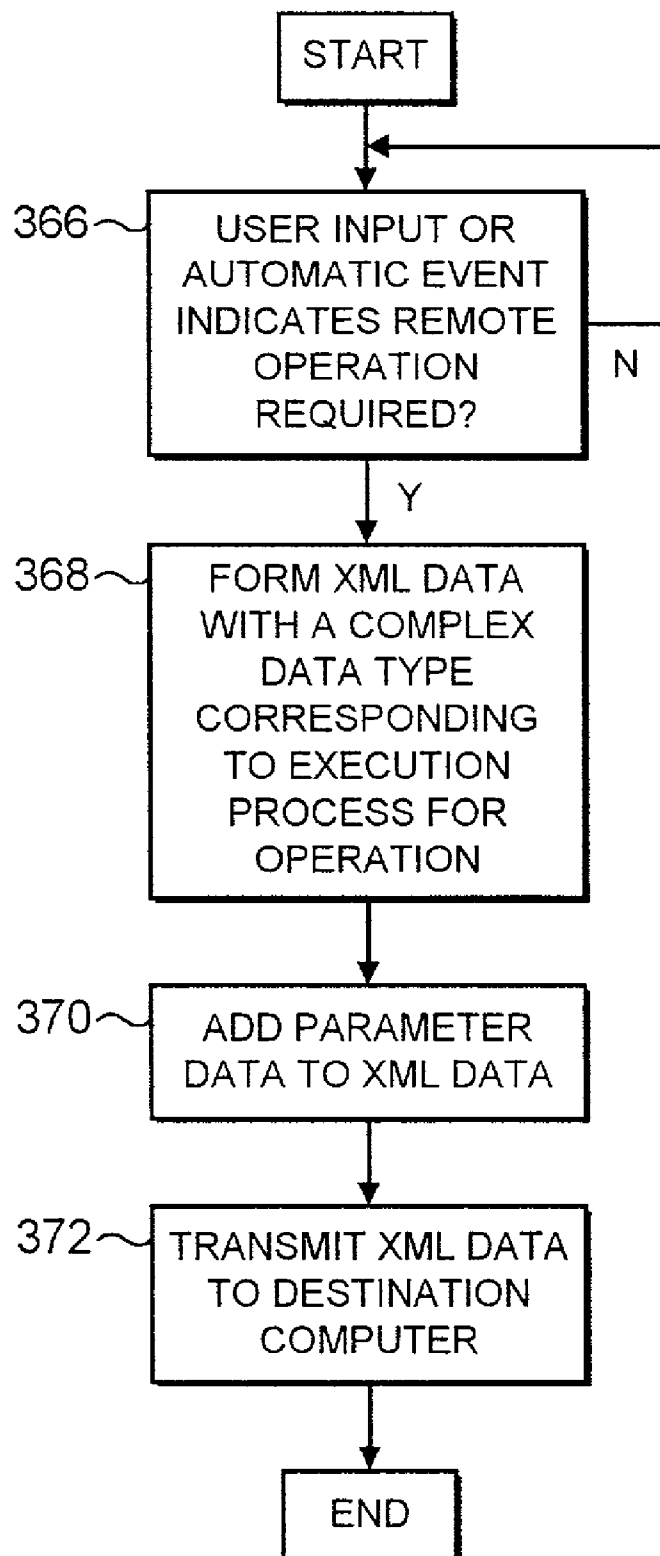 START
366
USER INPUT OR
AUTOMATIC EVENT
INDICATES REMOTE
OPERATION
REQUIRED?
N
Y
368
FORM XML DATA
WITH A COMPLEX
DATA TYPE
CORRESPONDING
TO EXECUTION
PROCESS FOR
OPERATION
370
ADD PARAMETER
DATA TO XML DATA
372
TRANSMIT XML DATA
TO DESTINATION
COMPUTER
END